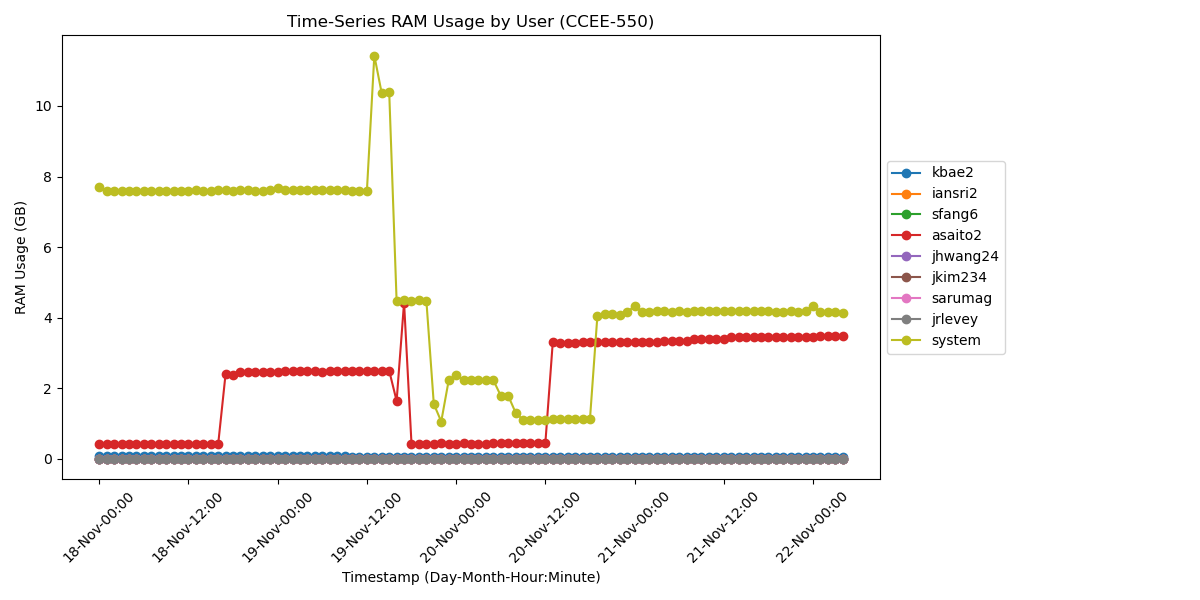 Time-Series RAM Usage by User (CCEE-550)
RAM Usage (GB)
10
8
6
4
2
0
18-Nov-00:00
18-Nov-12:00
19-Nov-00:00
19-Nov-12:00
20-Nov-00:00
20-Nov-12:00
21-Nov-00:00
21-Nov-12:00
22-Nov-00:00
Timestamp (Day-Month-Hour:Minute)
kbae2
iansri2
sfang6
asaito2
jhwang24
jkim234
sarumag
jrlevey
system